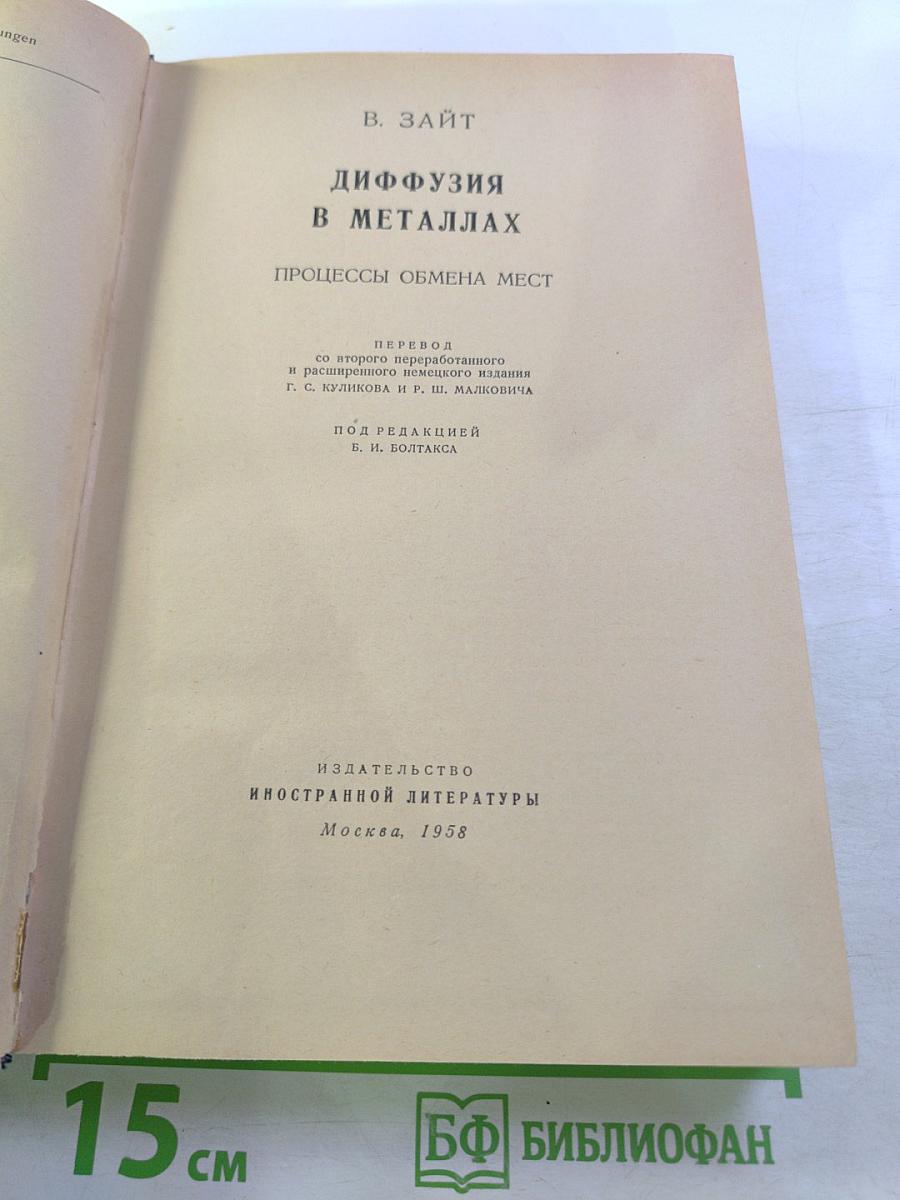 ungen
В. ЗАЙТ
ДИФФУЗИЯ
В МЕТАЛЛАХ
ПРОЦЕССЫ ОБМЕНА МЕСТ
ПЕРЕВОД
со второго переработанного
и расширенного немецкого издания
Г. С. КУЛИКОВА И Р. Ш. МАЛКОВИЧА
ПОД РЕДАКЦИЕЙ
Б. И. БОЛТАКСА
ИЗДАТЕЛЬСТВО
ИНОСТРАННОЙ ЛИТЕРАТУРЫ
Москва, 1958
15 см
БФ БИБЛИОФАН